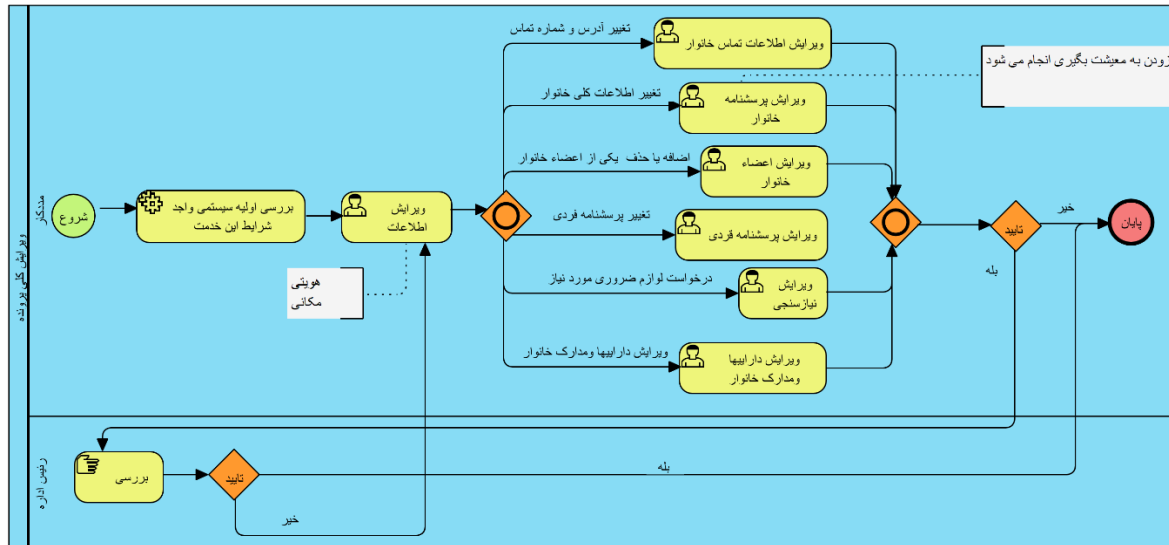 ویرایش کلی پرونده
مددکار
شروع
بررسی اولیه سیستمی واجد
شرایط این خدمت
ویرایش
اطلاعات
هویتی
مکانی
تغییر آدرس و شماره تماس
ویرایش اطلاعات تماس خانوار
زودن به معیشت بگیری انجام می شود
تغییر اطلاعات کلی خانوار
ویرایش پرسشنامه
خانوار
اضافه یا حذف یکی از اعضاء خانوار
ویرایش اعضاء
خانوار
تغییر پرسشنامه فردی
ویرایش پرسشنامه فردی
درخواست لوازم ضروری مورد نیاز
ویرایش
نیازسنجی
ویرایش داراییها ومدارک خانوار
ویرایش داراییها
ومدارک خانوار
تایید
خیر
بله
پایان
رئیس اداره
بررسی
تایید
بله
خیر